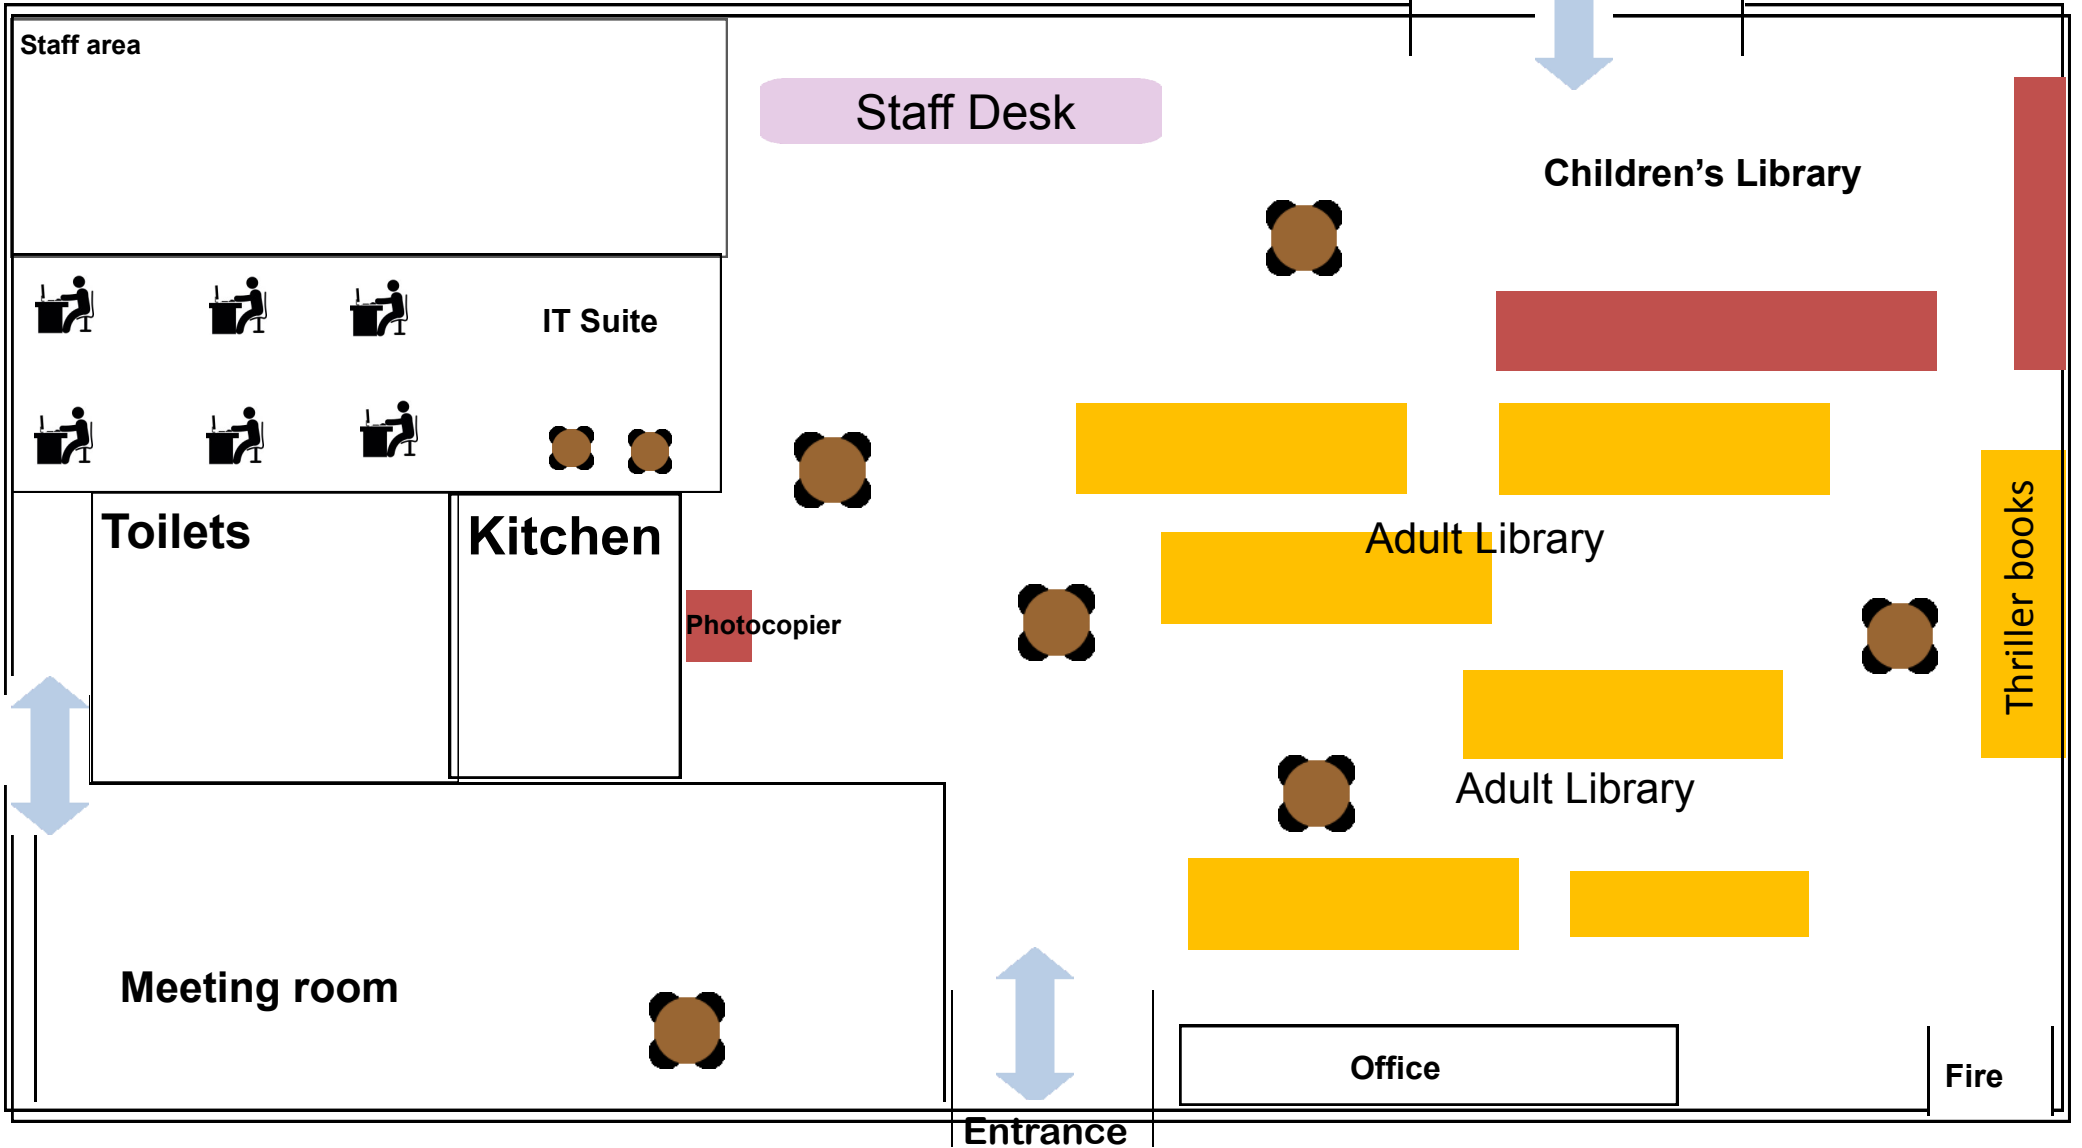 Staff area
Staff Desk
Children’s Library
IT Suite
Toilets
Kitchen
Adult Library
Thriller books
Photocopier
Adult Library
Meeting room
Office
Fire
Entrance